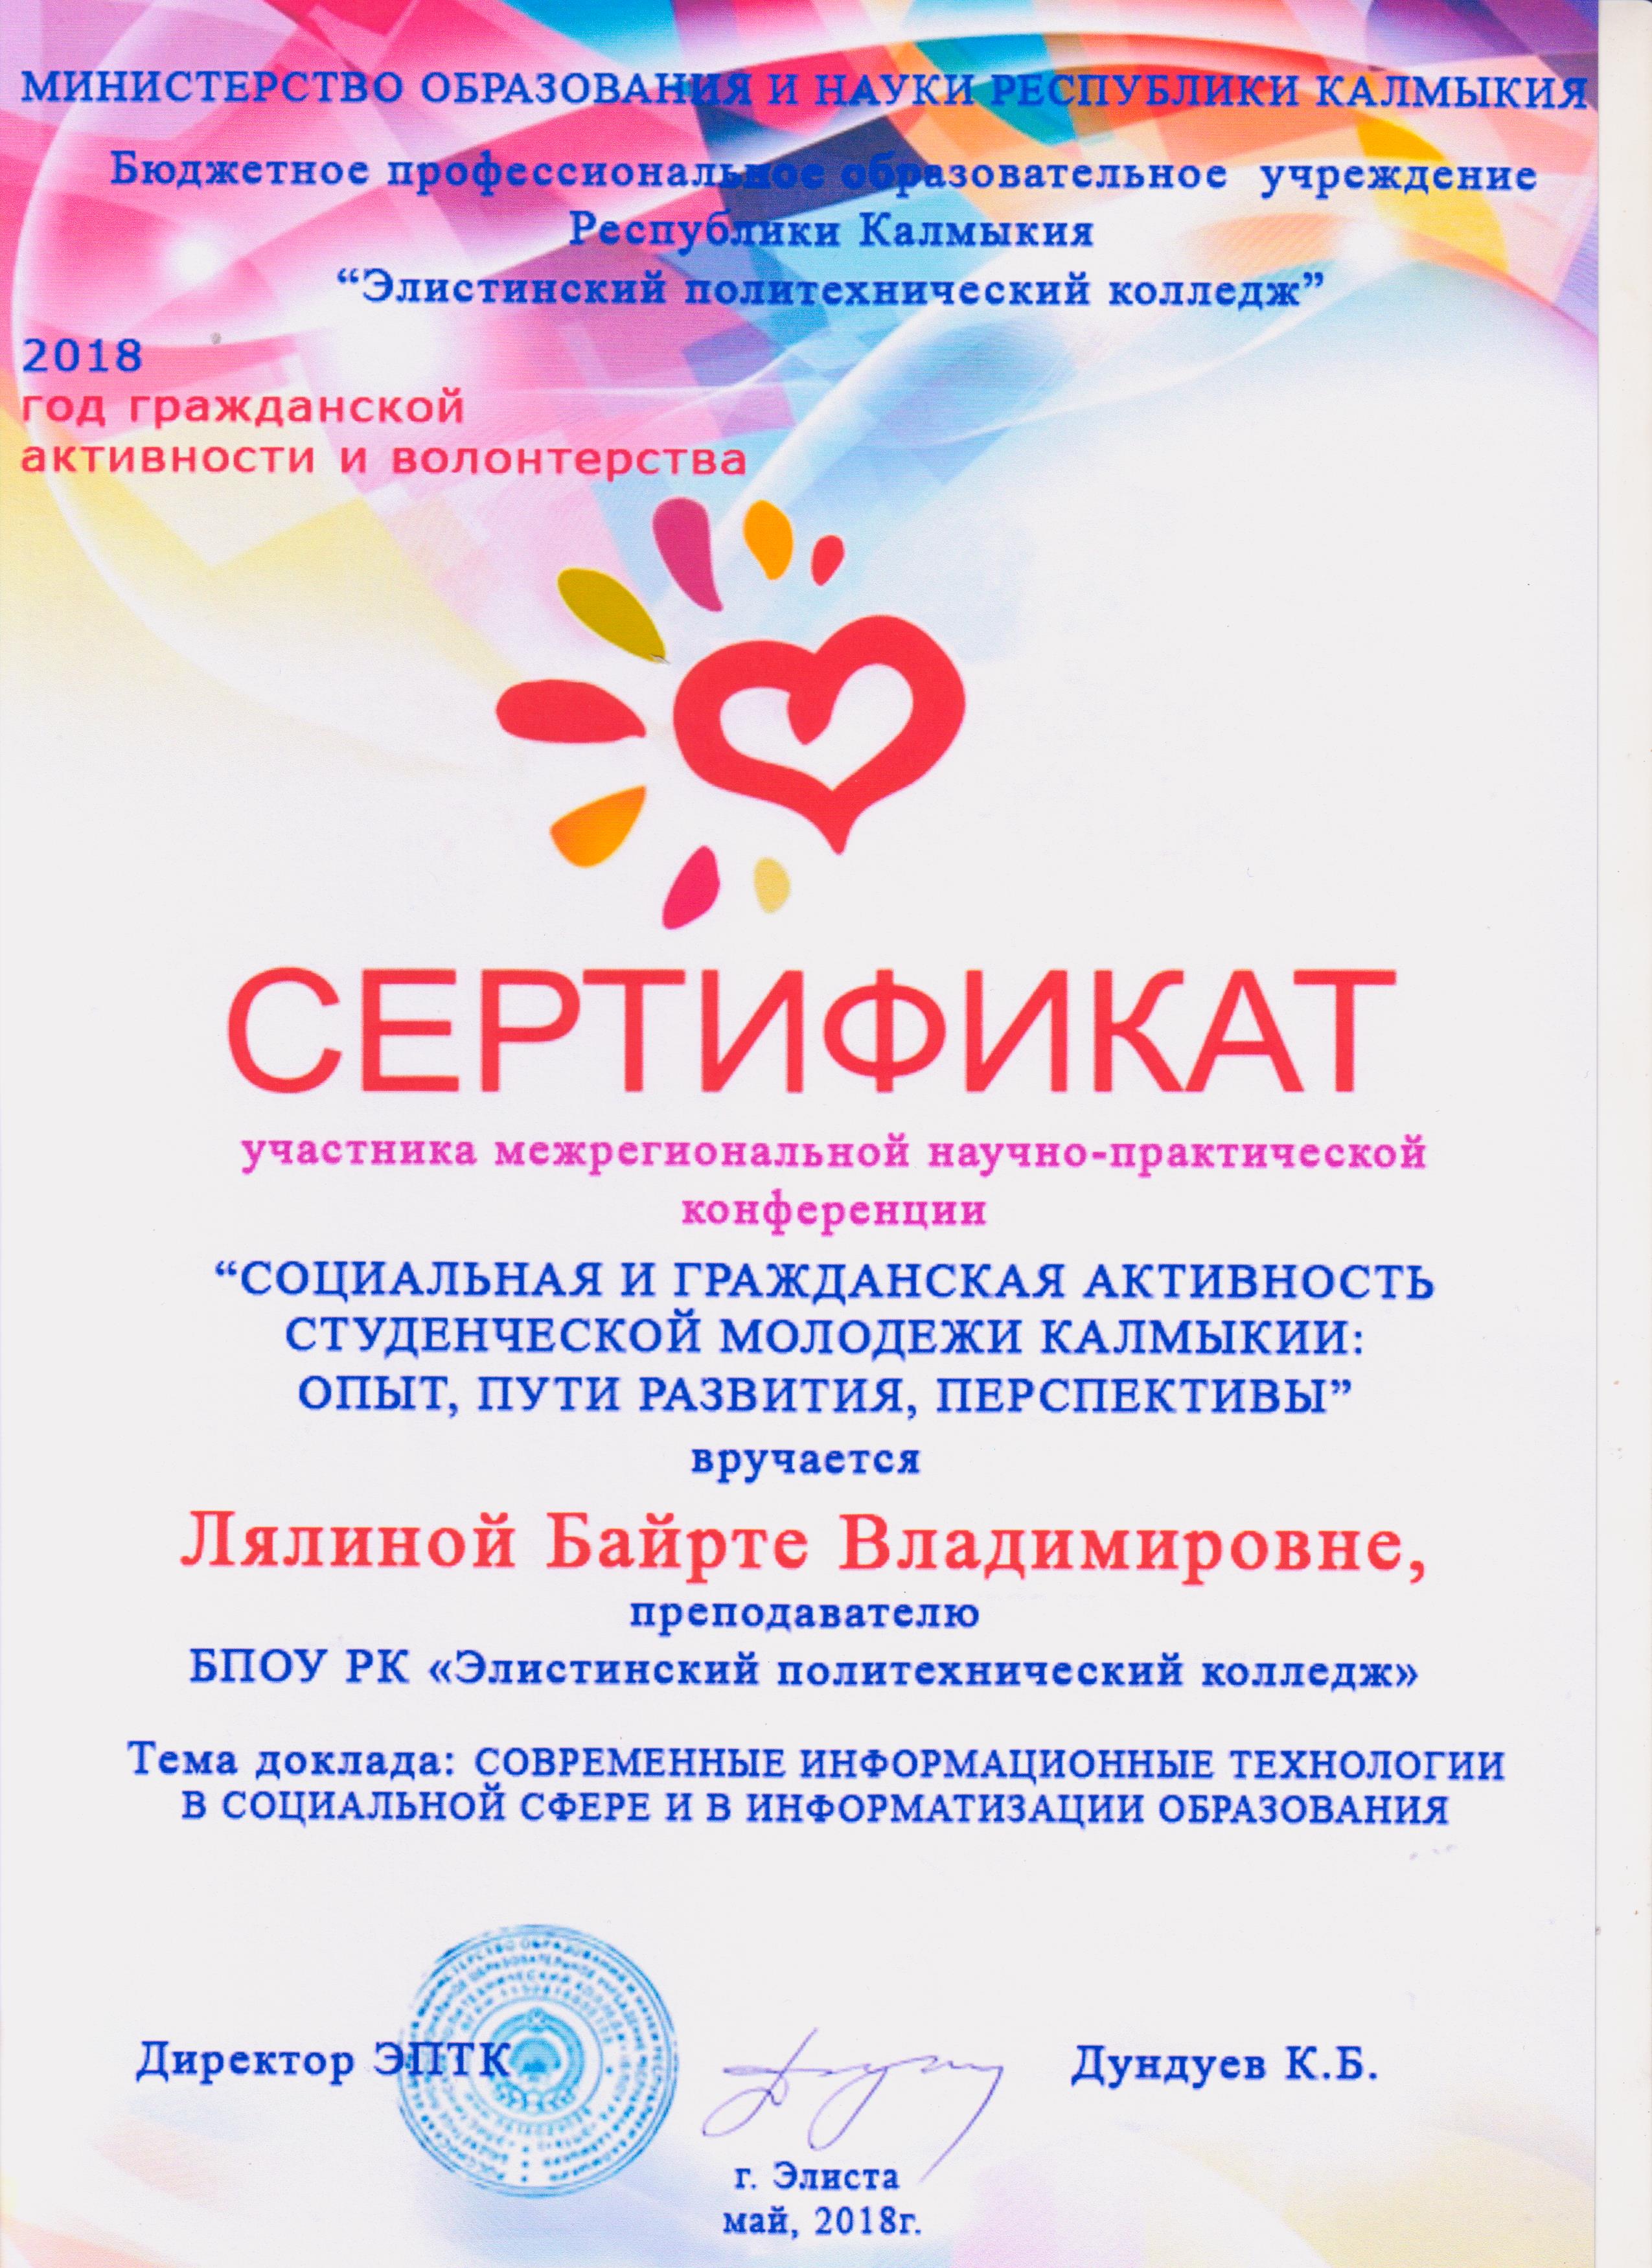 МИНИСТЕРСТВО ОБРАЗОВАНИЯ И НАУКИ РЕСПУБЛИКИ КАЛМЫКИЯ
Бюджетное профессиональное образовательное учреждение
Республики Калмыкия
“Элистинский политехнический колледж”
2018
год гражданской
активности и волонтерства
СЕРТИФИКАТ
участника межрегиональной научно-практической
конференции
“СОЦИАЛЬНАЯ И ГРАЖДАНСКАЯ АКТИВНОСТЬ
СТУДЕНЧЕСКОЙ МОЛОДЕЖИ КАЛМЫКИИ:
ОПЫТ, ПУТИ РАЗВИТИЯ, ПЕРСПЕКТИВЫ”
вручается
Лялиной Байрте Владимировне,
преподавателю
БПОУ РК «Элистинский политехнический колледж»
Тема доклада: СОВРЕМЕННЫЕ ИНФОРМАЦИОННЫЕ ТЕХНОЛОГИИ
В СОЦИАЛЬНОЙ СФЕРЕ И В ИНФОРМАТИЗАЦИИ ОБРАЗОВАНИЯ
Директор ЭПТК
Дундуев К.Б.
г. Элиста
май, 2018г.